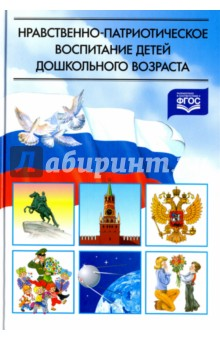 НРАВСТВЕННО-ПАТРИОТИЧЕСКОЕ
ВОСПИТАНИЕ ДЕТЕЙ
ДОШКОЛЬНОГО ВОЗРАСТА
ФГОС
Лабиринт